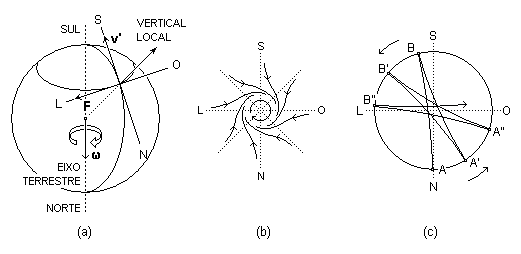 SUL
S
v'
VERTICAL
LOCAL
O
L
F
ω
N
EIXO
TERRESTRE
NORTE
(a)
S
L
O
N
(b)
S
B
B'
B"
L
O
A"
A'
A
N
(c)